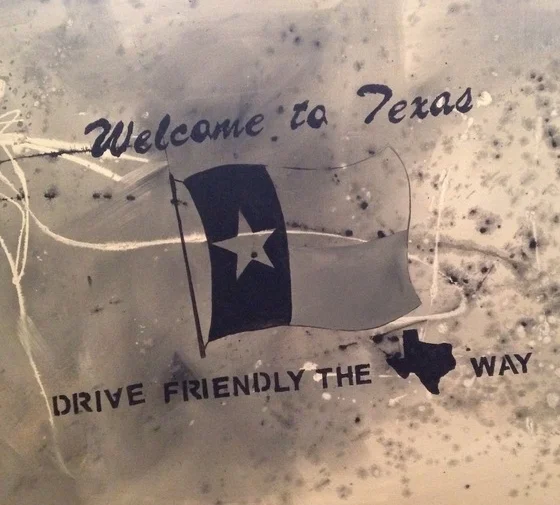 Welcome to Texas
DRIVE FRIENDLY THE WAY